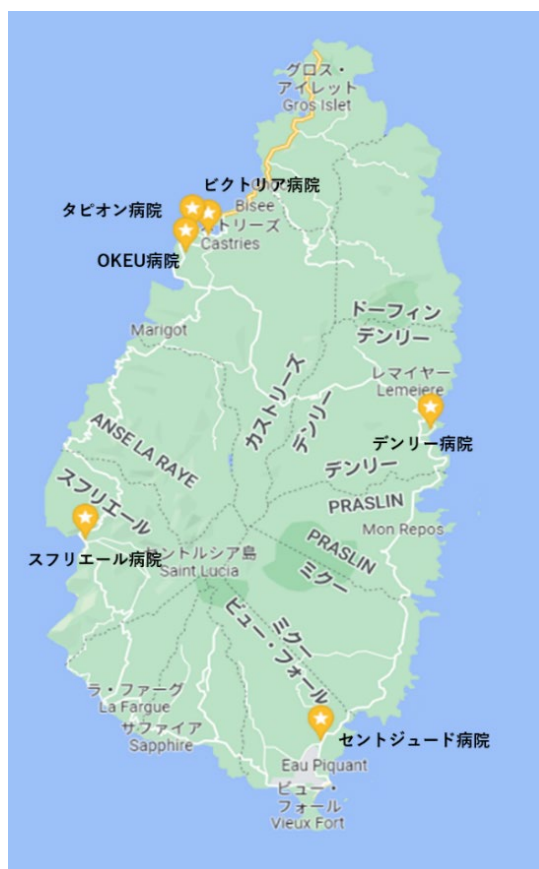 グロス・
アイレット
Gros Islet
ビクトリア病院
タピオン病院
Bisee
トリーズ
Castries
OKEU病院
ドーフィン
デンリー
Marigot
レマイヤー
Lemeiere
カストリーズ
デンリー
デンリー病院
ANSE LA RAYE
デンリー
スフリエール
PRASLIN
Mon Repos
PRASLIN
ミクー
スフリエール病院
ントルシア島
Saint Lucia
ミクー
ビュー・フォール
ラ・ファーグ
La Fargue
サファイア
Sapphire
セントジュード病院
Eau Piquant
ビュー・
フォール
Vieux Fort